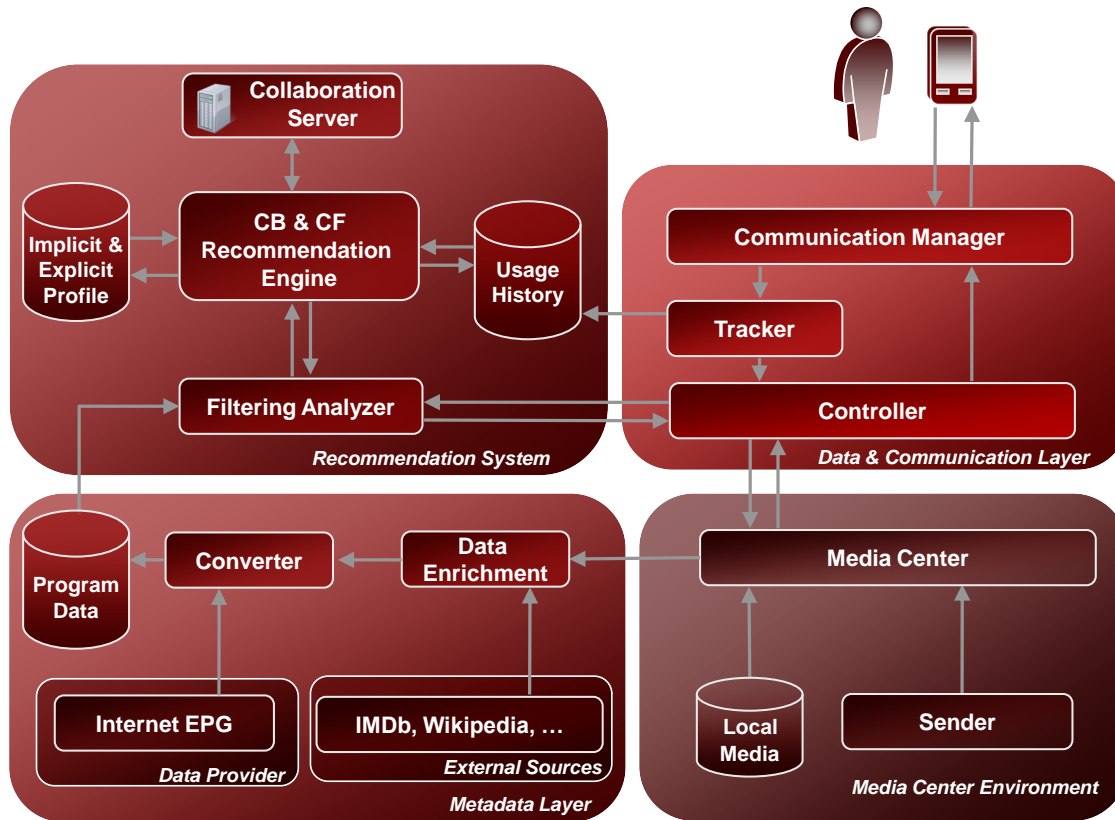 Collaboration
Server
Implicit &
Explicit
Profile
CB & CF
Recommendation
Engine
Usage
History
Filtering Analyzer
Recommendation System
Communication Manager
Tracker
Controller
Data & Communication Layer
Program
Data
Converter
Data
Enrichment
Internet EPG
Data Provider
IMDb, Wikipedia, …
External Sources
Metadata Layer
Media Center
Local
Media
Sender
Media Center Environment